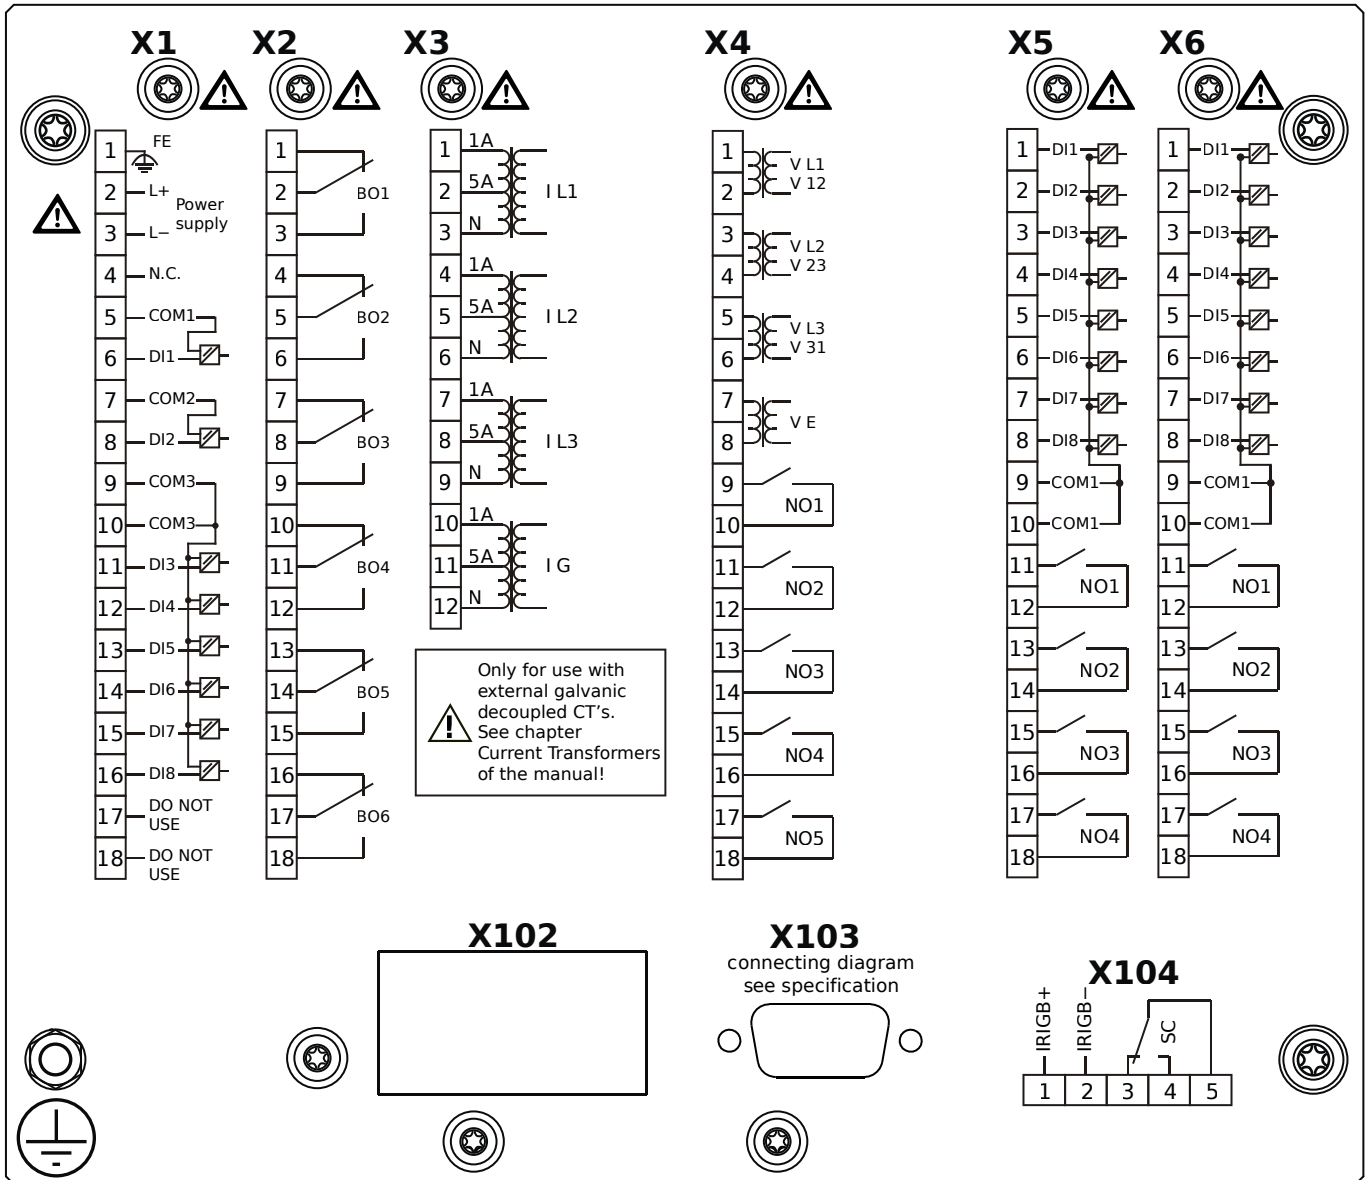 X1
X2
X3
X4
X5
X6
1 FE
2 L+
Power
supply
3 L−
4 N.C.
5 COM1
6 DI1
7 COM2
8 DI2
9 COM3
10 COM3
11 DI3
12 DI4
13 DI5
14 DI6
15 DI7
16 DI8
17 DO NOT
USE
18 DO NOT
USE
1
2 BO1
3
4
5 BO2
6
7
8 BO3
9
10
11 BO4
12
13
14 BO5
15
16
17 BO6
18
1 1A
2 5A I L1
3 N
4 1A
5 5A I L2
6 N
7 1A
8 5A I L3
9 N
10 1A
11 5A I G
12 N
Only for use with
external galvanic
decoupled CT's.
See chapter
Current Transformers
of the manual!
1 V L1
2 V 12
3 V L2
4 V 23
5 V L3
6 V 31
7
V E
8
9
NO1
10
11
NO2
12
13
NO3
14
15
NO4
16
17
NO5
18
1 DI1
2 DI2
3 DI3
4 DI4
5 DI5
6 DI6
7 DI7
8 DI8
9 COM1
10 COM1
11
NO1
12
13
NO2
14
15
NO3
16
17
NO4
18
1 DI1
2 DI2
3 DI3
4 DI4
5 DI5
6 DI6
7 DI7
8 DI8
9 COM1
10 COM1
11
NO1
12
13
NO2
14
15
NO3
16
17
NO4
18
X102
X103
connecting diagram
see specification
X104
IRIGB+
IRIGB−
SC
1 2 3 4 5